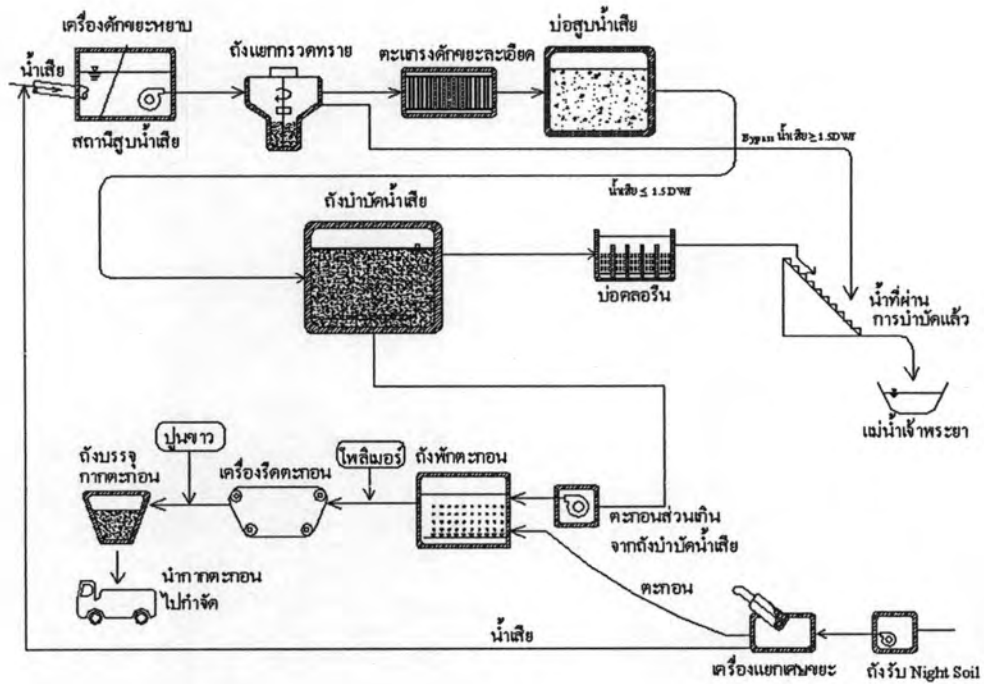 เครื่องดักขยะหยาบ
น้ำเสีย
สถานีสูบน้ำเสีย
ถังแยกกรวดทราย
ตะแกรงดักขยะละเอียด
บ่อสูบน้ำเสีย
Bypass น้ำเสีย ≥ 1.5DWF
น้ำเสีย ≤ 1.5DWF
ถังบำบัดน้ำเสีย
บ่อคลอรีน
น้ำที่ผ่าน
การบำบัดแล้ว
แม่น้ำเจ้าพระยา
ถังบรรจุ
กากตะกอน
ปูนขาว
เครื่องรีดตะกอน
โพลิเมอร์
ถังพักตะกอน
ตะกอนส่วนเกิน
จากถังบำบัดน้ำเสีย
นำกากตะกอน
ไปกำจัด
ตะกอน
น้ำเสีย
เครื่องแยกเศษขยะ
ถังรับ Night Soil